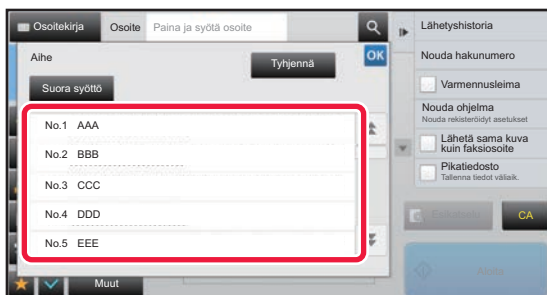 Osoitekirja
Osoite
Paina ja syötä osoite
Aihe
Tyhjennä
OK
Suora syöttö
No.1 AAA
No.2 BBB
No.3 CCC
No.4 DDD
No.5 EEE
Muut
Lähetyshistoria
Nouda hakunumero
Varmennusleima
Nouda ohjelma
Nouda rekisteröidyt asetukset
Lähetä sama kuva
kuin faksiosoite
Pikatiedosto
Tallenna tiedot väliaik.
Esikatselu
CA
Aloita